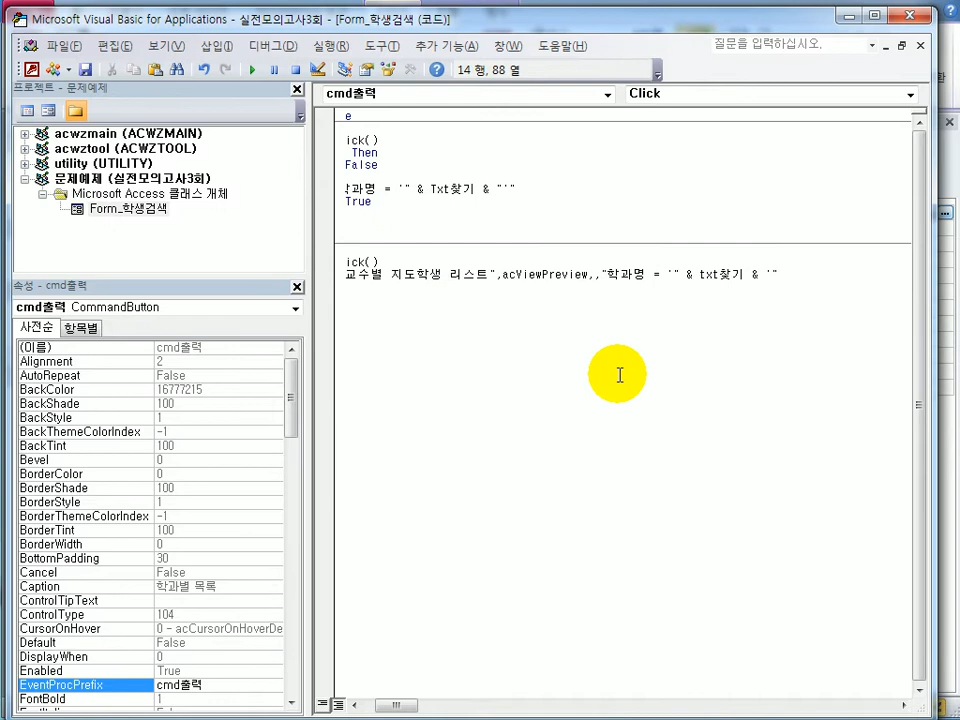 Microsoft Visual Basic for Applications - 실전모의고사3회 - [Form_학생검색 (코드)]
파일(F) 편집(E) 보기(V) 삽입(I) 디버그(D) 실행(R) 도구(T) 추가 기능(A) 창(W) 도움말(H) 질문을 입력하십시오.
14 행, 88 열
프로젝트 - 문제예제
acwzmain (ACWZMAIN)
acwztool (ACWZTOOL)
utility (UTILITY)
문제예제 (실전모의고사3회)
Microsoft Access 클래스 개체
Form_학생검색
속성 - cmd출력
cmd출력 CommandButton
사전순 항목별
(이름) cmd출력
Alignment 2
AutoRepeat False
BackColor 16777215
BackShade 100
BackStyle 1
BackThemeColorIndex -1
BackTint 100
Bevel 0
BorderColor 0
BorderShade 100
BorderStyle 1
BorderThemeColorIndex -1
BorderTint 100
BorderWidth 0
BottomPadding 30
Cancel False
Caption 학과별 목록
ControlTipText
ControlType 104
CursorOnHover 0 - acCursorOnHoverDe
Default False
DisplayWhen 0
Enabled True
EventProcPrefix cmd출력
FontBold 1
cmd출력 Click
e
ick()
Then
False
과명 = '" & Txt찾기 & "'"
True
ick()
교수별 지도학생 리스트",acViewPreview,,"학과명 = '" & txt찾기 & '"